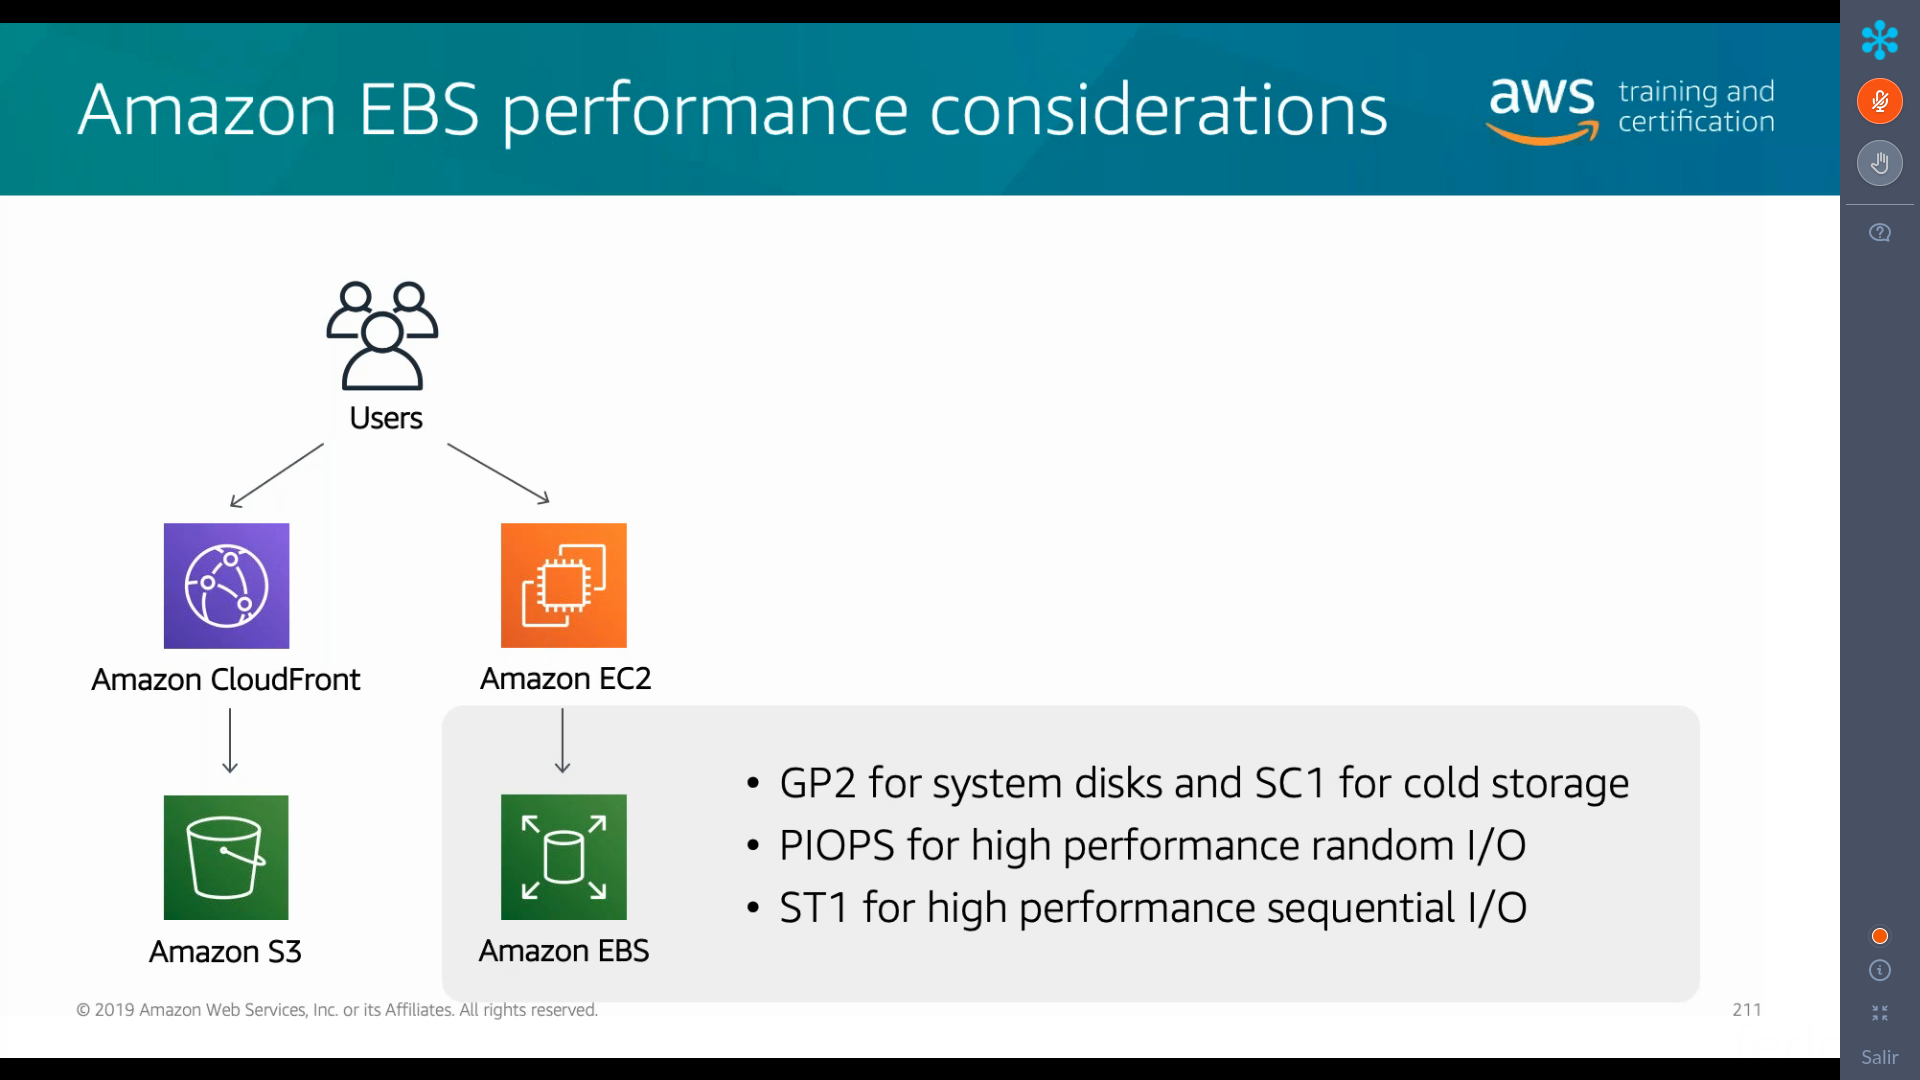 Amazon EBS performance considerations
aws training and
certification
Users
Amazon CloudFront
Amazon EC2
• GP2 for system disks and SC1 for cold storage
• PIOPS for high performance random I/O
• ST1 for high performance sequential I/O
Amazon S3
Amazon EBS
© 2019 Amazon Web Services, Inc. or its Affiliates. All rights reserved.
211
Salir